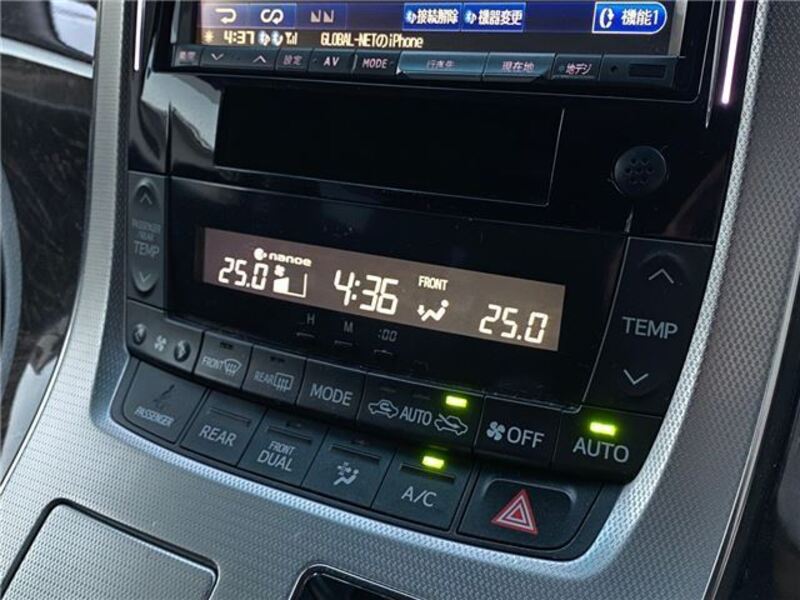 接続解除 機器変更 機能1
4:37 GLOBAL-NETのiPhone
画面 設定 AV MODE 行き先 現在地 地デジ
PASSENGER
REAR
TEMP
nanoe
25.0 4:36 FRONT 25.0
TEMP
H M :00
FRONT REAR MODE AUTO OFF AUTO
PASSENGER REAR FRONT DUAL A/C